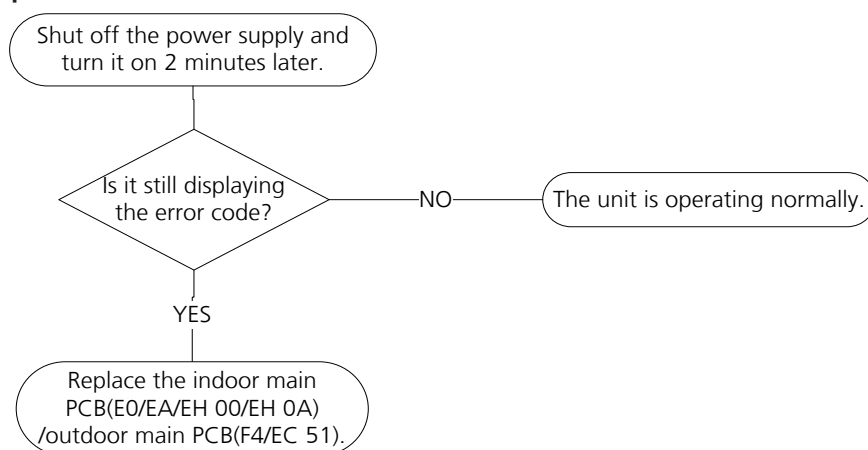 Shut off the power supply and
turn it on 2 minutes later.
Is it still displaying
the error code?
NO
The unit is operating normally.
YES
Replace the indoor main
PCB(E0/EA/EH 00/EH 0A)
/outdoor main PCB(F4/EC 51).